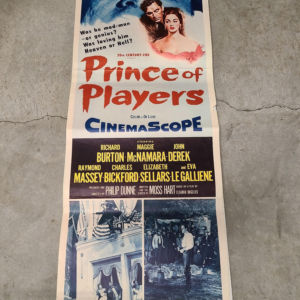 Was he mad-man
-or genius?
Was loving him
Heaven or Hell?
20th CENTURY-FOX
Prince of
Players
COLOR by DE LUXE
CINEMASCOPE
RICHARD MAGGIE JOHN
BURTON McNAMARA DEREK
RAYMOND CHARLES ELIZABETH and EVA
MASSEY·BICKFORD·SELLARS·LE GALLIENE
PHILIP DUNNE MOSS HART